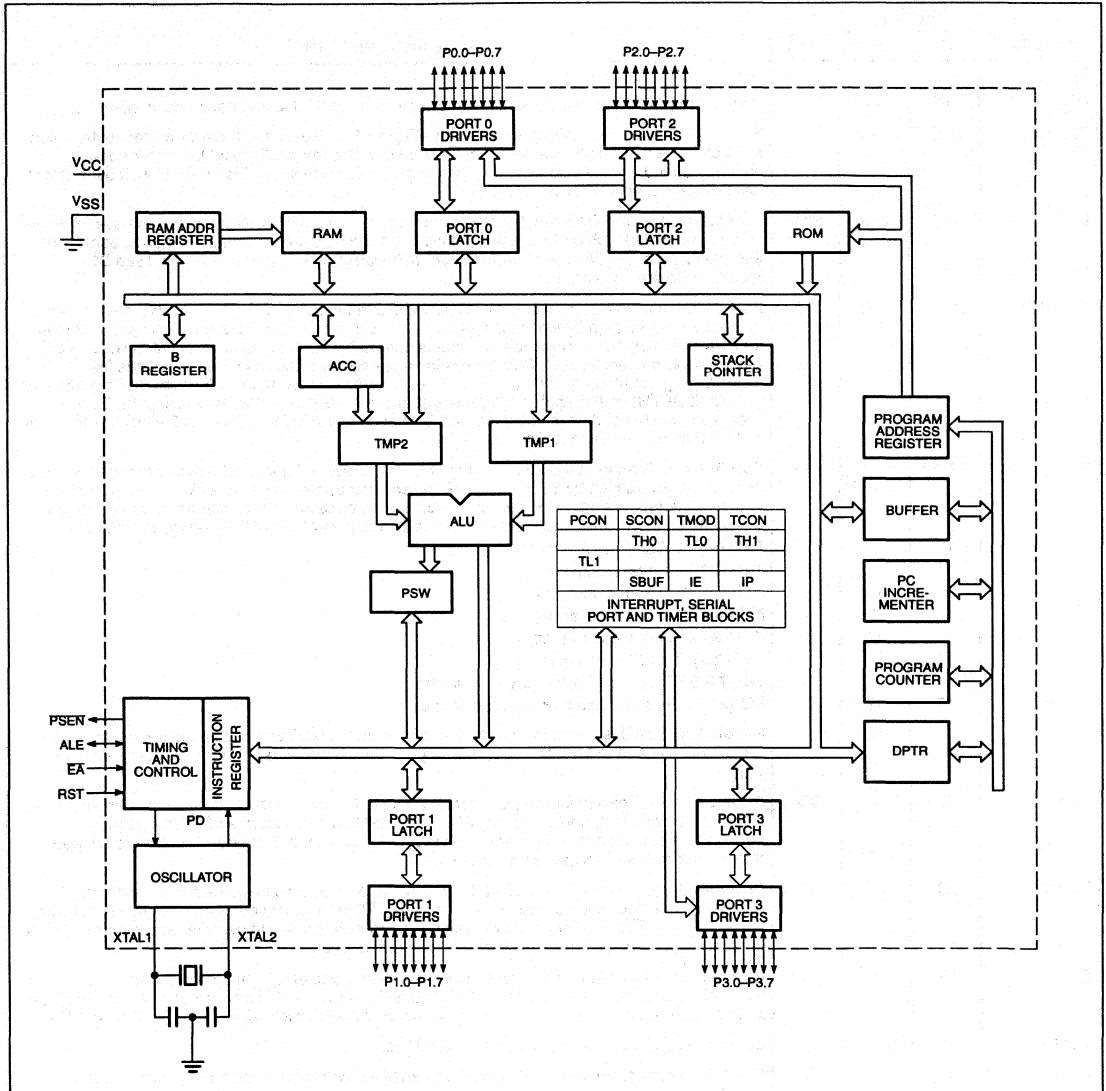 P0.0–P0.7
P2.0–P2.7
PORT 0
DRIVERS
PORT 2
DRIVERS
VCC
VSS
RAM ADDR
REGISTER
RAM
PORT 0
LATCH
PORT 2
LATCH
ROM
B
REGISTER
ACC
STACK
POINTER
TMP2
TMP1
PROGRAM
ADDRESS
REGISTER
ALU
BUFFER
PCON SCON TMOD TCON
TH0 TL0 TH1
TL1
SBUF IE IP
INTERRUPT, SERIAL
PORT AND TIMER BLOCKS
PSW
PC
INCRE-
MENTER
PROGRAM
COUNTER
PSEN
ALE
EA
RST
TIMING
AND
CONTROL
INSTRUCTION
REGISTER
DPTR
PD
PORT 1
LATCH
PORT 3
LATCH
OSCILLATOR
PORT 1
DRIVERS
PORT 3
DRIVERS
XTAL1
XTAL2
P1.0–P1.7
P3.0–P3.7